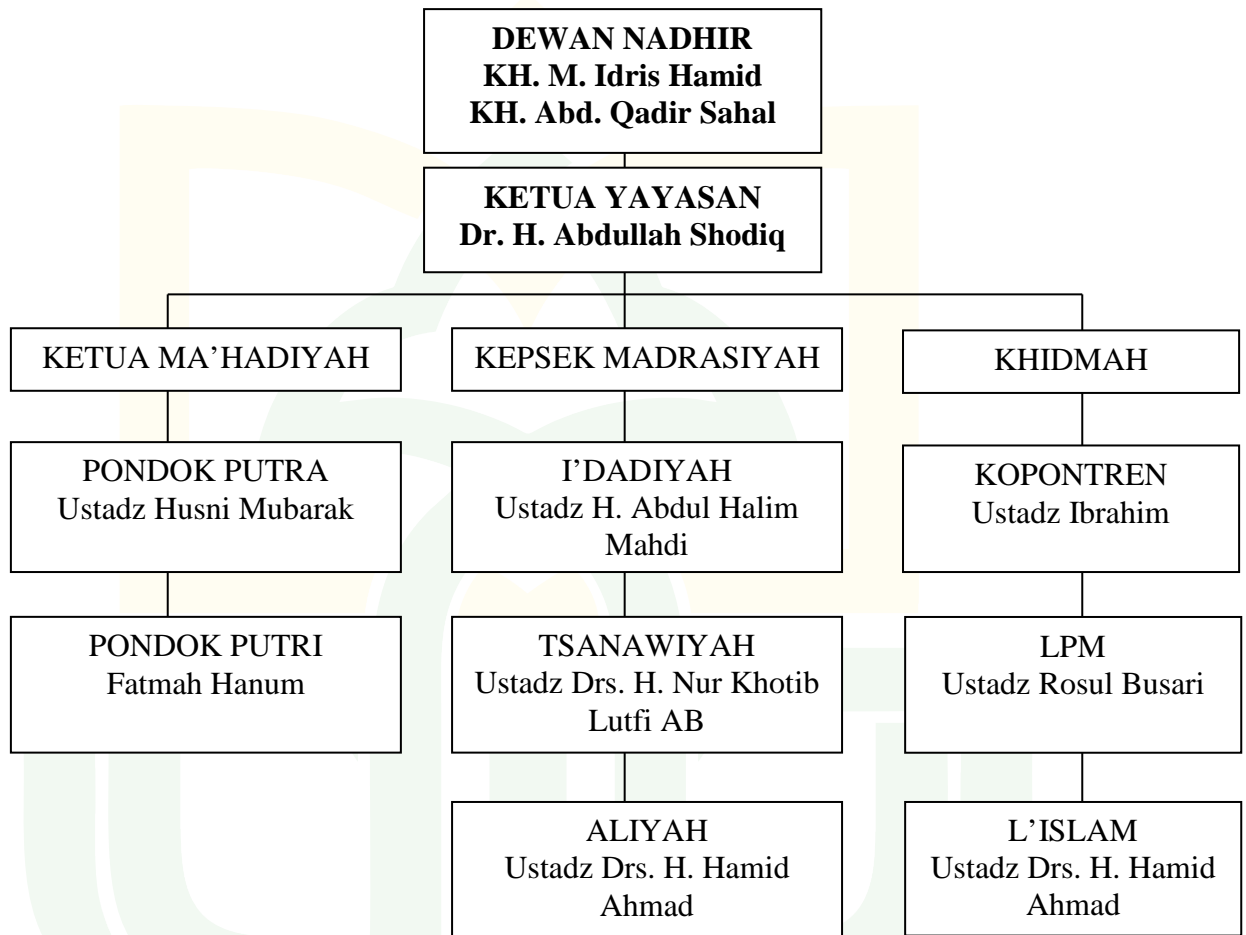 DEWAN NADHIR
KH. M. Idris Hamid
KH. Abd. Qadir Sahal
KETUA YAYASAN
Dr. H. Abdullah Shodiq
KETUA MA’HADIYAH
PONDOK PUTRA
Ustadz Husni Mubarak
PONDOK PUTRI
Fatmah Hanum
KEPSEK MADRASIYAH
I’DADIYAH
Ustadz H. Abdul Halim
Mahdi
TSANAWIYAH
Ustadz Drs. H. Nur Khotib
Lutfi AB
ALIYAH
Ustadz Drs. H. Hamid
Ahmad
KHIDMAH
KOPONTREN
Ustadz Ibrahim
LPM
Ustadz Rosul Busari
L’ISLAM
Ustadz Drs. H. Hamid
Ahmad